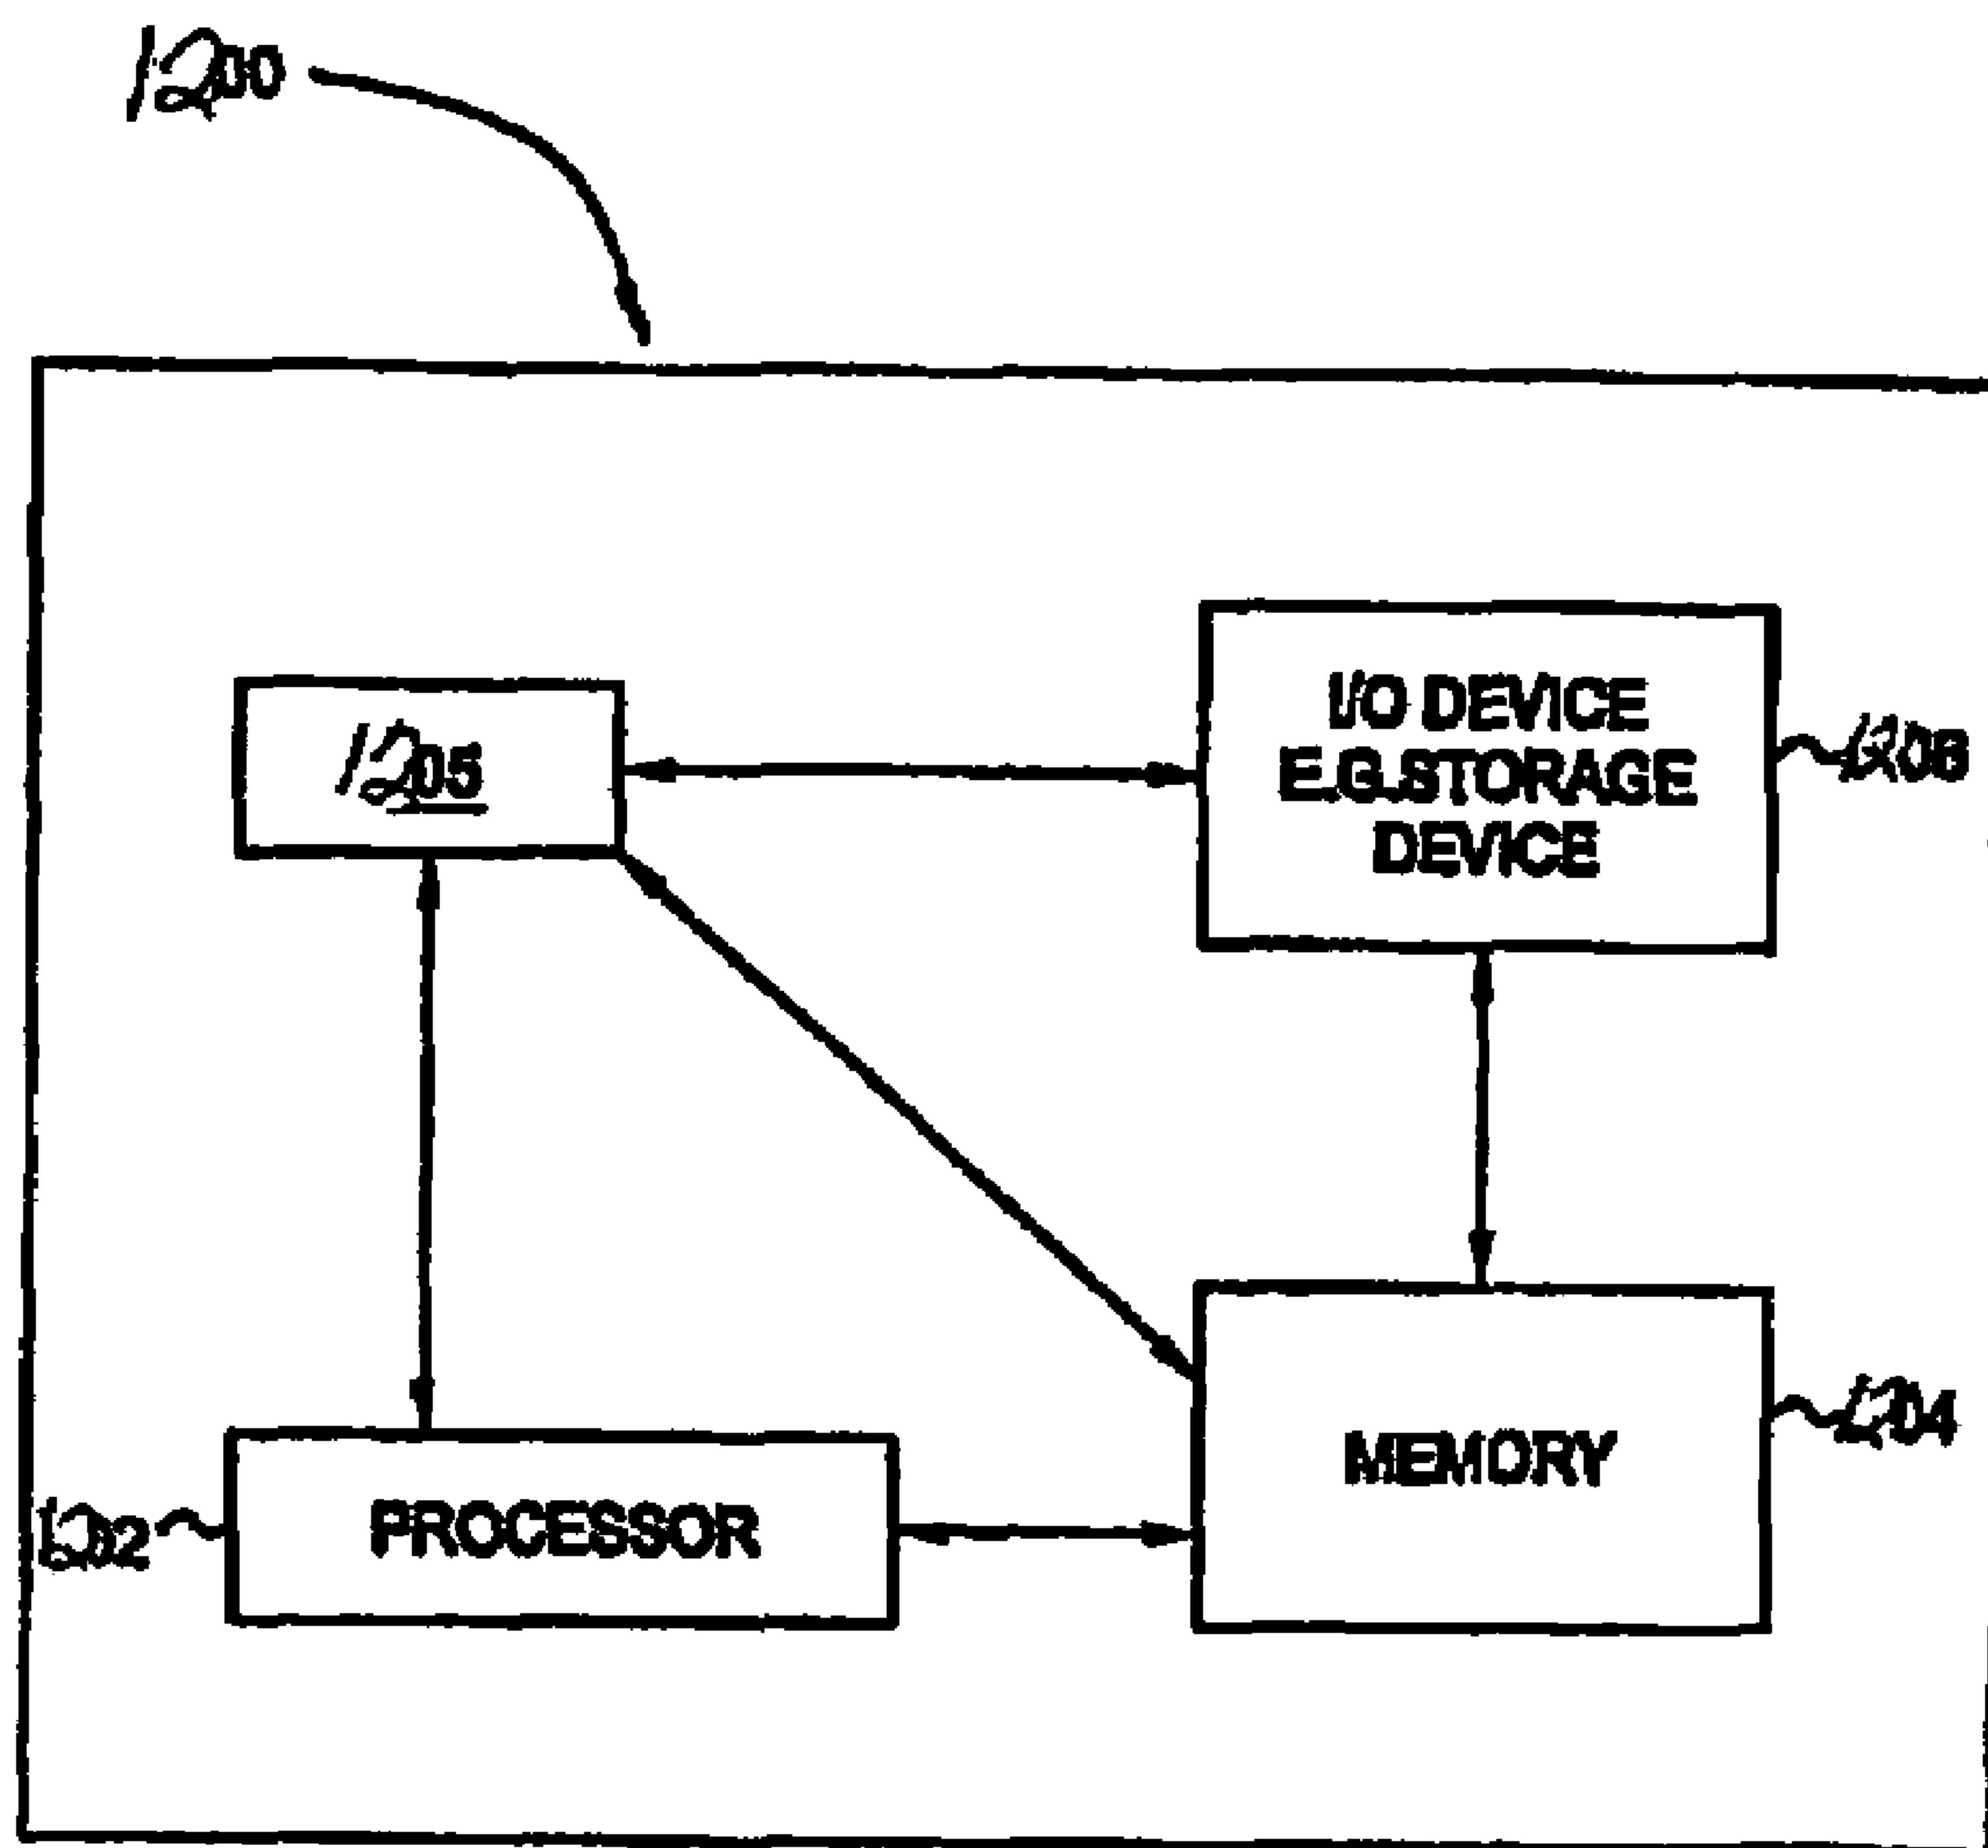 1200
I/O DEVICE
E.G. STORAGE
DEVICE
1205
1206
MEMORY
1204
PROCESSOR
1202